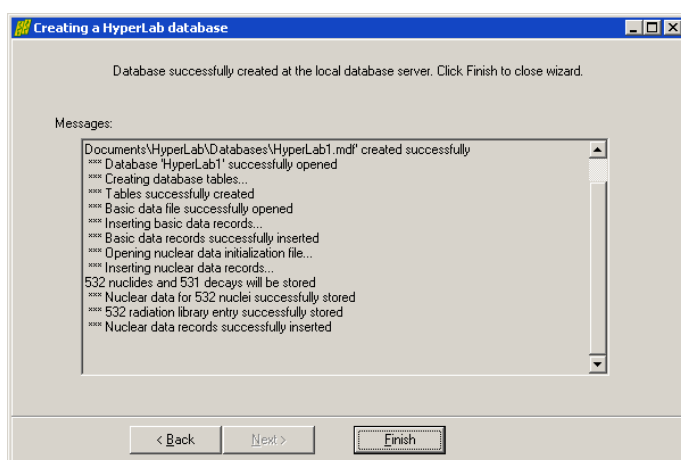 Creating a HyperLab database
Database successfully created at the local database server. Click Finish to close wizard.
Messages:
Documents\HyperLab\Databases\HyperLab1.mdf' created successfully
*** Database 'HyperLab1' successfully opened
*** Creating database tables...
*** Tables successfully created
*** Basic data file successfully opened
*** Inserting basic data records...
*** Basic data records successfully inserted
*** Opening nuclear data initialization file...
*** Inserting nuclear data records...
532 nuclides and 531 decays will be stored
*** Nuclear data for 532 nuclei successfully stored
*** 532 radiation library entry successfully stored
*** Nuclear data records successfully inserted
< Back Next > Finish